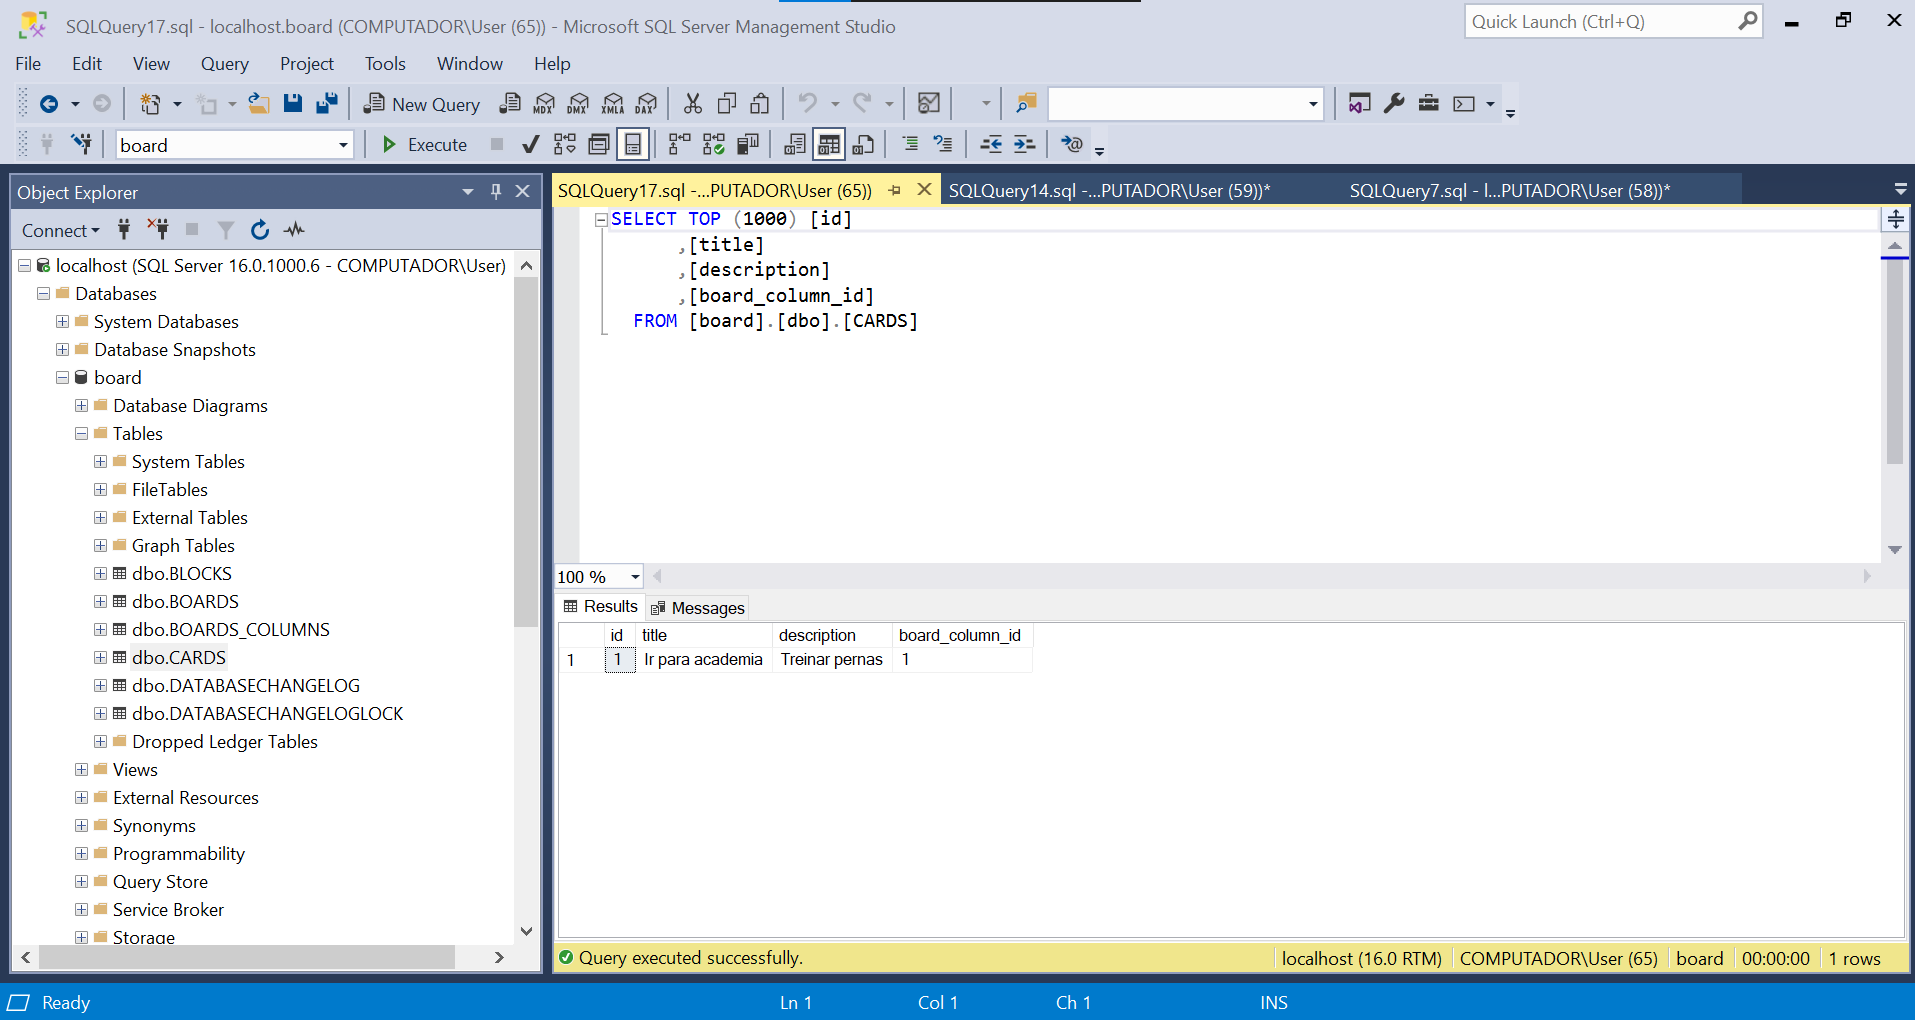 SQLQuery17.sql - localhost.board (COMPUTADOR\User (65)) - Microsoft SQL Server Management Studio
Quick Launch (Ctrl+Q)
File Edit View Query Project Tools Window Help
New Query
MDX DMX XMLA DAX
board
Execute
Object Explorer
Connect
localhost (SQL Server 16.0.1000.6 - COMPUTADOR\User)
Databases
System Databases
Database Snapshots
board
Database Diagrams
Tables
System Tables
FileTables
External Tables
Graph Tables
dbo.BLOCKS
dbo.BOARDS
dbo.BOARDS_COLUMNS
dbo.CARDS
dbo.DATABASECHANGELOG
dbo.DATABASECHANGELOGLOCK
Dropped Ledger Tables
Views
External Resources
Synonyms
Programmability
Query Store
Service Broker
Storage
SQLQuery17.sql -...PUTADOR\User (65)) SQLQuery14.sql -...PUTADOR\User (59))* SQLQuery7.sql - l...PUTADOR\User (58))*
SELECT TOP (1000) [id]
,[title]
,[description]
,[board_column_id]
FROM [board].[dbo].[CARDS]
100 %
Results Messages
id title description board_column_id
1 1 Ir para academia Treinar pernas 1
Query executed successfully. localhost (16.0 RTM) COMPUTADOR\User (65) board 00:00:00 1 rows
Ready Ln 1 Col 1 Ch 1 INS